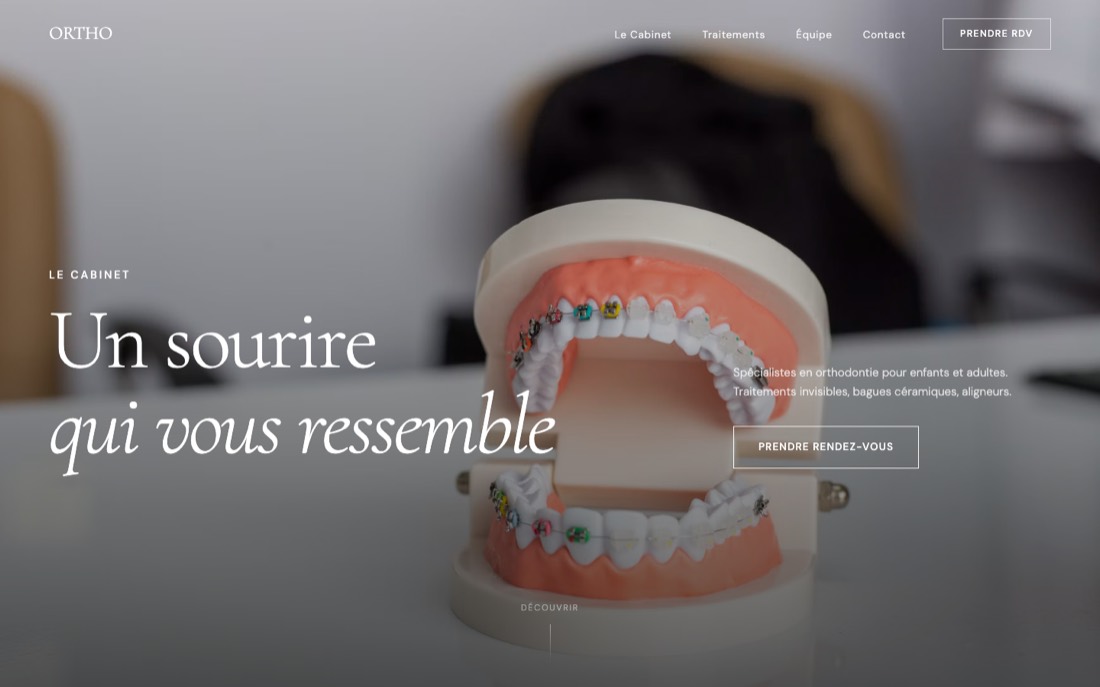 ORTHO
Le Cabinet
Traitements
Équipe
Contact
PRENDRE RDV
LE CABINET
Un sourire
qui vous ressemble
Spécialistes en orthodontie pour enfants et adultes.
Traitements invisibles, bagues céramiques, aligneurs.
PRENDRE RENDEZ-VOUS
DÉCOUVRIR